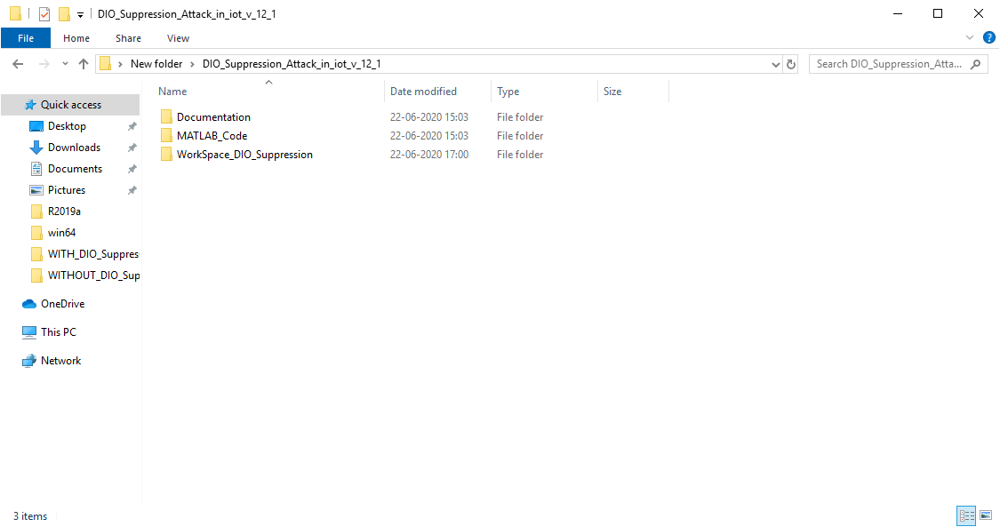 DIO_Suppression_Attack_in_iot_v_12_1
File Home Share View
New folder DIO_Suppression_Attack_in_iot_v_12_1
Search DIO_Suppression_Atta...
Name Date modified Type Size
Quick access
Desktop
Downloads
Documents
Pictures
R2019a
win64
WITH_DIO_Suppres
WITHOUT_DIO_Sup
OneDrive
This PC
Network
Documentation 22-06-2020 15:03 File folder
MATLAB_Code 22-06-2020 15:03 File folder
WorkSpace_DIO_Suppression 22-06-2020 17:00 File folder
3 items